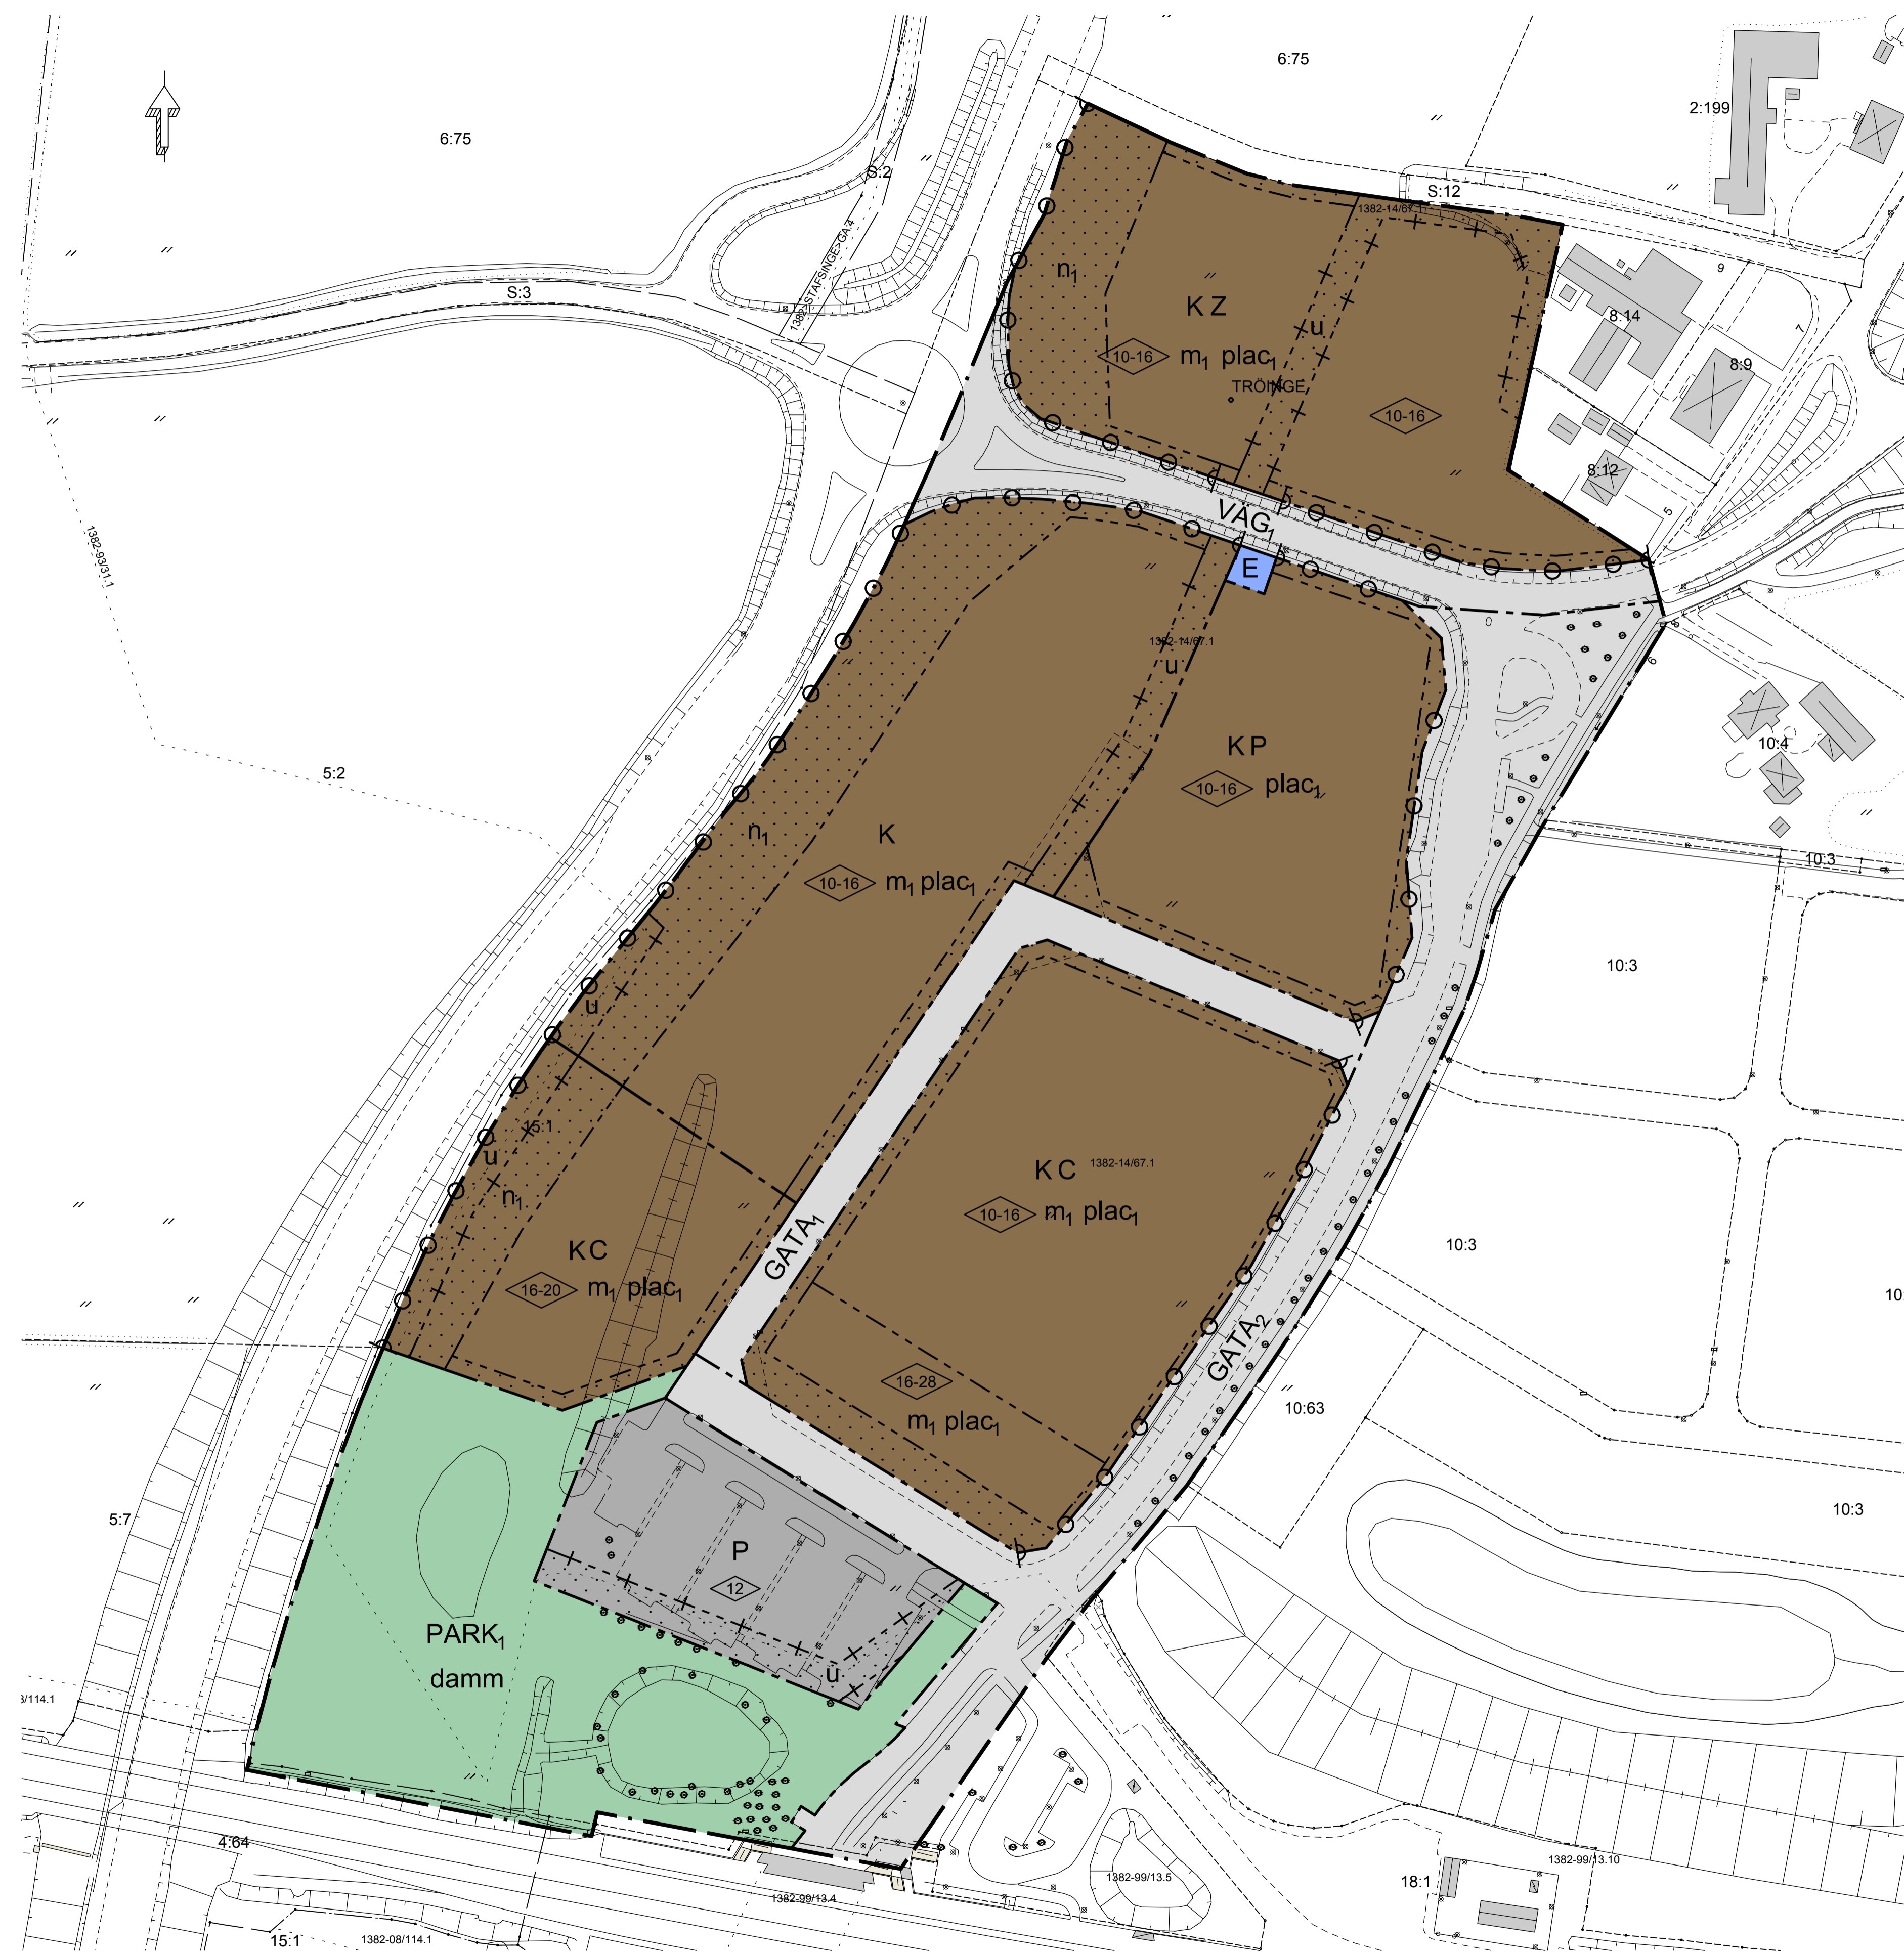 6:75
6:75
2:199
S:2
S:12
1382-14/67.1
n1
9
S:3
1382>STAFSINGE>GA:4
KZ
u
8:14
7
10-16 m1 plac1
8:9
TRÖINGE
10-16
8:12
5
VÄG1
E
1382-93/31.1
1382-14/67.1
u
6
KP
10:4
5:2
10-16 plac1
n1
K
10-16 m1 plac1
10:3
10:3
u
15:1
u
n1
KC 1382-14/67.1
10-16 m1 plac1
GATA1
KC
16-20 m1 plac1
10:3
10
GATA2
16-28
m1 plac1
10:63
10:3
5:7
P
12
PARK1
damm
u
/114.1
4:64
1382-99/13.4
1382-99/13.5
18:1
1382-99/13.10
15:1
1382-08/114.1